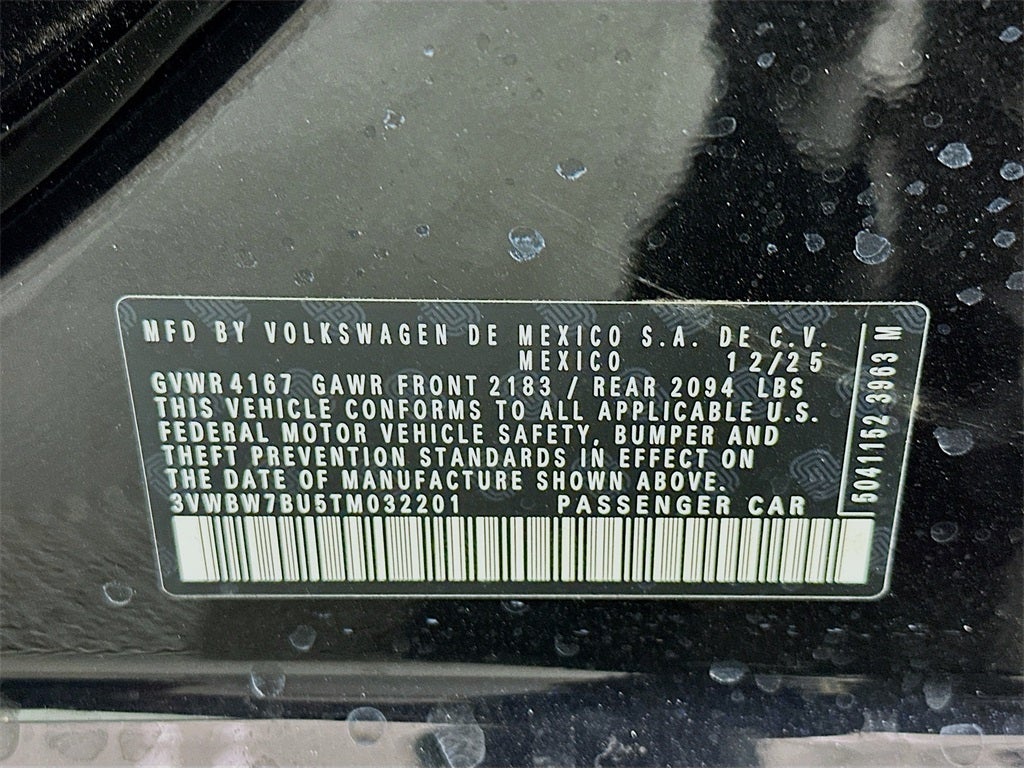 MFD BY VOLKSWAGEN DE MEXICO S.A. DE C.V.
MEXICO 12/25
GVWR 4167 GAWR FRONT 2183 / REAR 2094 LBS
THIS VEHICLE CONFORMS TO ALL APPLICABLE U.S.
FEDERAL MOTOR VEHICLE SAFETY, BUMPER AND
THEFT PREVENTION STANDARDS IN EFFECT ON
THE DATE OF MANUFACTURE SHOWN ABOVE.
3VWBW7BU5TM032201 PASSENGER CAR
5041152 3963 M